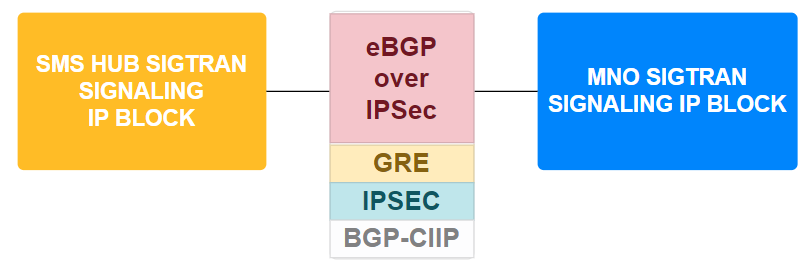 SMS HUB SIGTRAN
SIGNALING
IP BLOCK
eBGP
over
IPSec
GRE
IPSEC
BGP-CIIP
MNO SIGTRAN
SIGNALING IP BLOCK